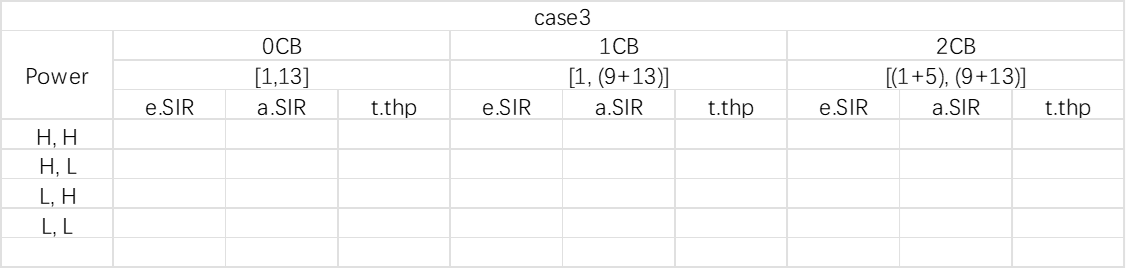 case3
Power 0CB 1CB 2CB
[1,13] [1, (9+13)] [(1+5), (9+13)]
e.SIR a.SIR t.thp e.SIR a.SIR t.thp e.SIR a.SIR t.thp
H, H
H, L
L, H
L, L